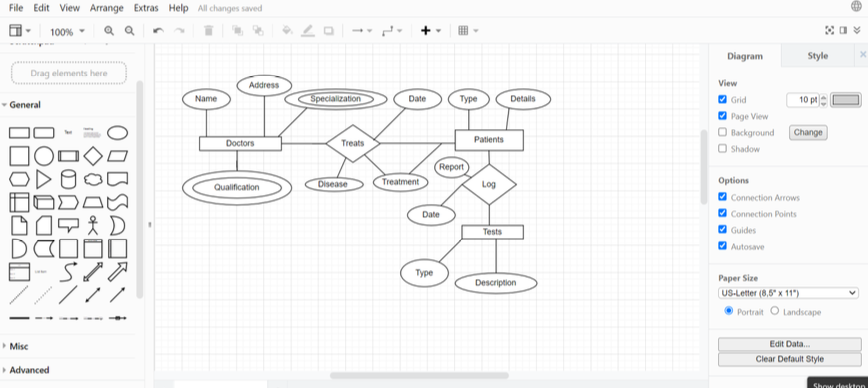 File Edit View Arrange Extras Help All changes saved
100%
Drag elements here
General
Text
Misc
Advanced
Address
Name
Specialization
Date
Type
Details
Doctors
Treats
Patients
Report
Qualification
Disease
Treatment
Log
Date
Tests
Type
Description
Diagram
Style
View
Grid
10 pt
Page View
Background
Change
Shadow
Options
Connection Arrows
Connection Points
Guides
Autosave
Paper Size
US-Letter (8,5" x 11")
Portrait
Landscape
Edit Data...
Clear Default Style
Show desktop